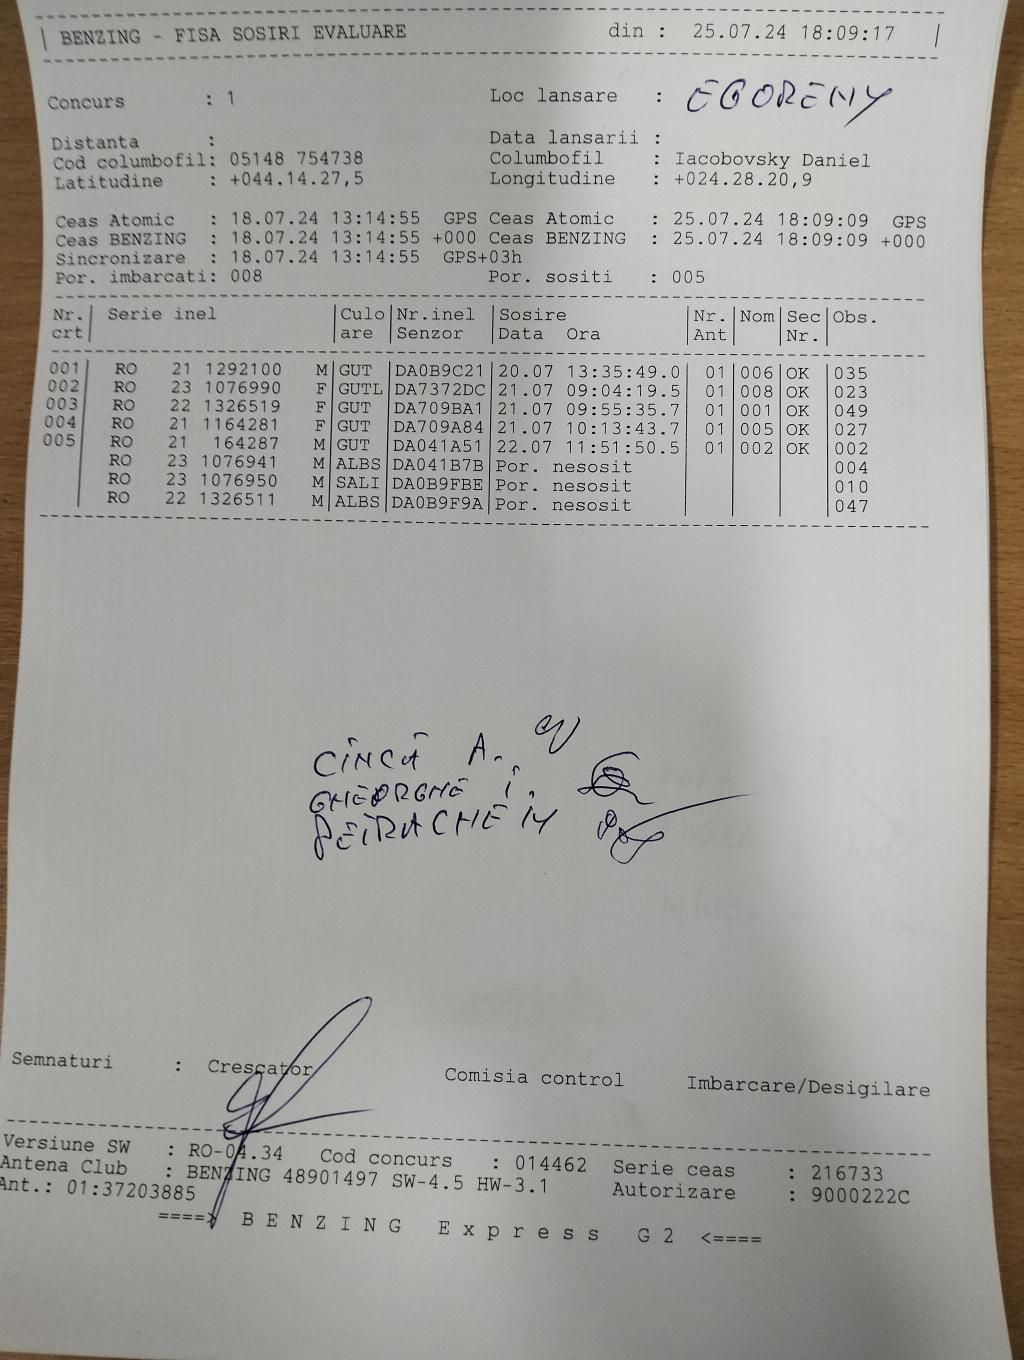 BENZING - FISA SOSIRI EVALUARE din : 25.07.24 18:09:17
Concurs : 1 Loc lansare : EGORENY
Distanta : Data lansarii :
Cod columbofil: 05148 754738 Columbofil : Iacobovsky Daniel
Latitudine : +044.14.27,5 Longitudine : +024.28.20,9
Ceas Atomic : 18.07.24 13:14:55 GPS Ceas Atomic : 25.07.24 18:09:09 GPS
Ceas BENZING : 18.07.24 13:14:55 +000 Ceas BENZING : 25.07.24 18:09:09 +000
Sincronizare : 18.07.24 13:14:55 GPS+03h
Por. imbarcati: 008 Por. sositi : 005
Nr. Serie inel Culo Nr.inel Sosire Nr. Nom Sec Obs.
crt are Senzor Data Ora Ant Nr.
001 RO 21 1292100 M GUT DA0B9C21 20.07 13:35:49.0 01 006 OK 035
002 RO 23 1076990 F GUTL DA7372DC 21.07 09:04:19.5 01 008 OK 023
003 RO 22 1326519 F GUT DA709BA1 21.07 09:55:35.7 01 001 OK 049
004 RO 21 1164281 F GUT DA709A84 21.07 10:13:43.7 01 005 OK 027
005 RO 21 164287 M GUT DA041A51 22.07 11:51:50.5 01 002 OK 002
RO 23 1076941 M ALBS DA041B7B Por. nesosit 004
RO 23 1076950 M SALI DA0B9FBE Por. nesosit 010
RO 22 1326511 M ALBS DA0B9F9A Por. nesosit 047
CÎNCĂ A.
GHEORGHE I.
PETRACHE M
Semnaturi : Crescator Comisia control Imbarcare/Desigilare
Versiune SW : RO-04.34 Cod concurs : 014462 Serie ceas : 216733
Antena Club : BENZING 48901497 SW-4.5 HW-3.1 Autorizare : 9000222C
Ant.: 01:37203885
====> B E N Z I N G E x p r e s s G 2 <====